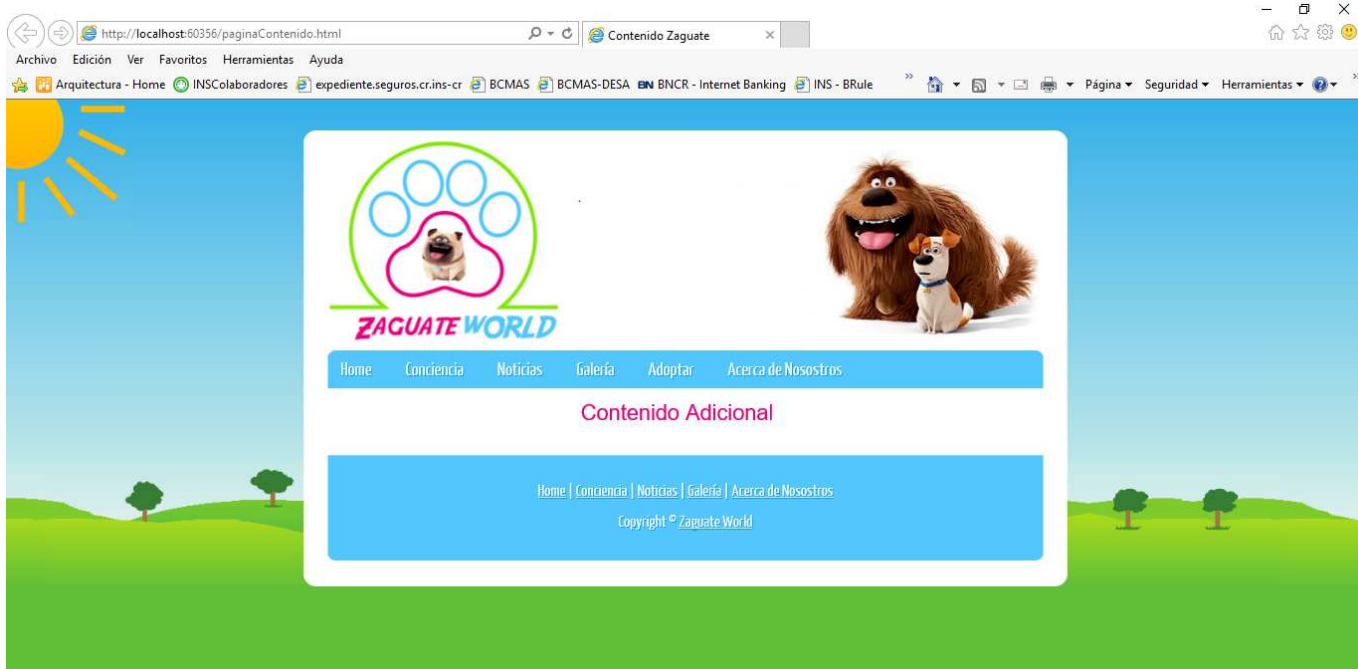 http://localhost:60356/paginaContenido.html
Contenido Zaguate
Archivo Edición Ver Favoritos Herramientas Ayuda
Arquitectura - Home INSColaboradores expediente.seguros.cr.ins-cr BCMAS BCMAS-DESA BN BNCR - Internet Banking INS - BRule » Página Seguridad Herramientas »
ZAGUATE WORLD
Home Conciencia Noticias Galería Adoptar Acerca de Nosostros
Contenido Adicional
Home | Conciencia | Noticias | Galería | Acerca de Nosostros
Copyright © Zaguate World